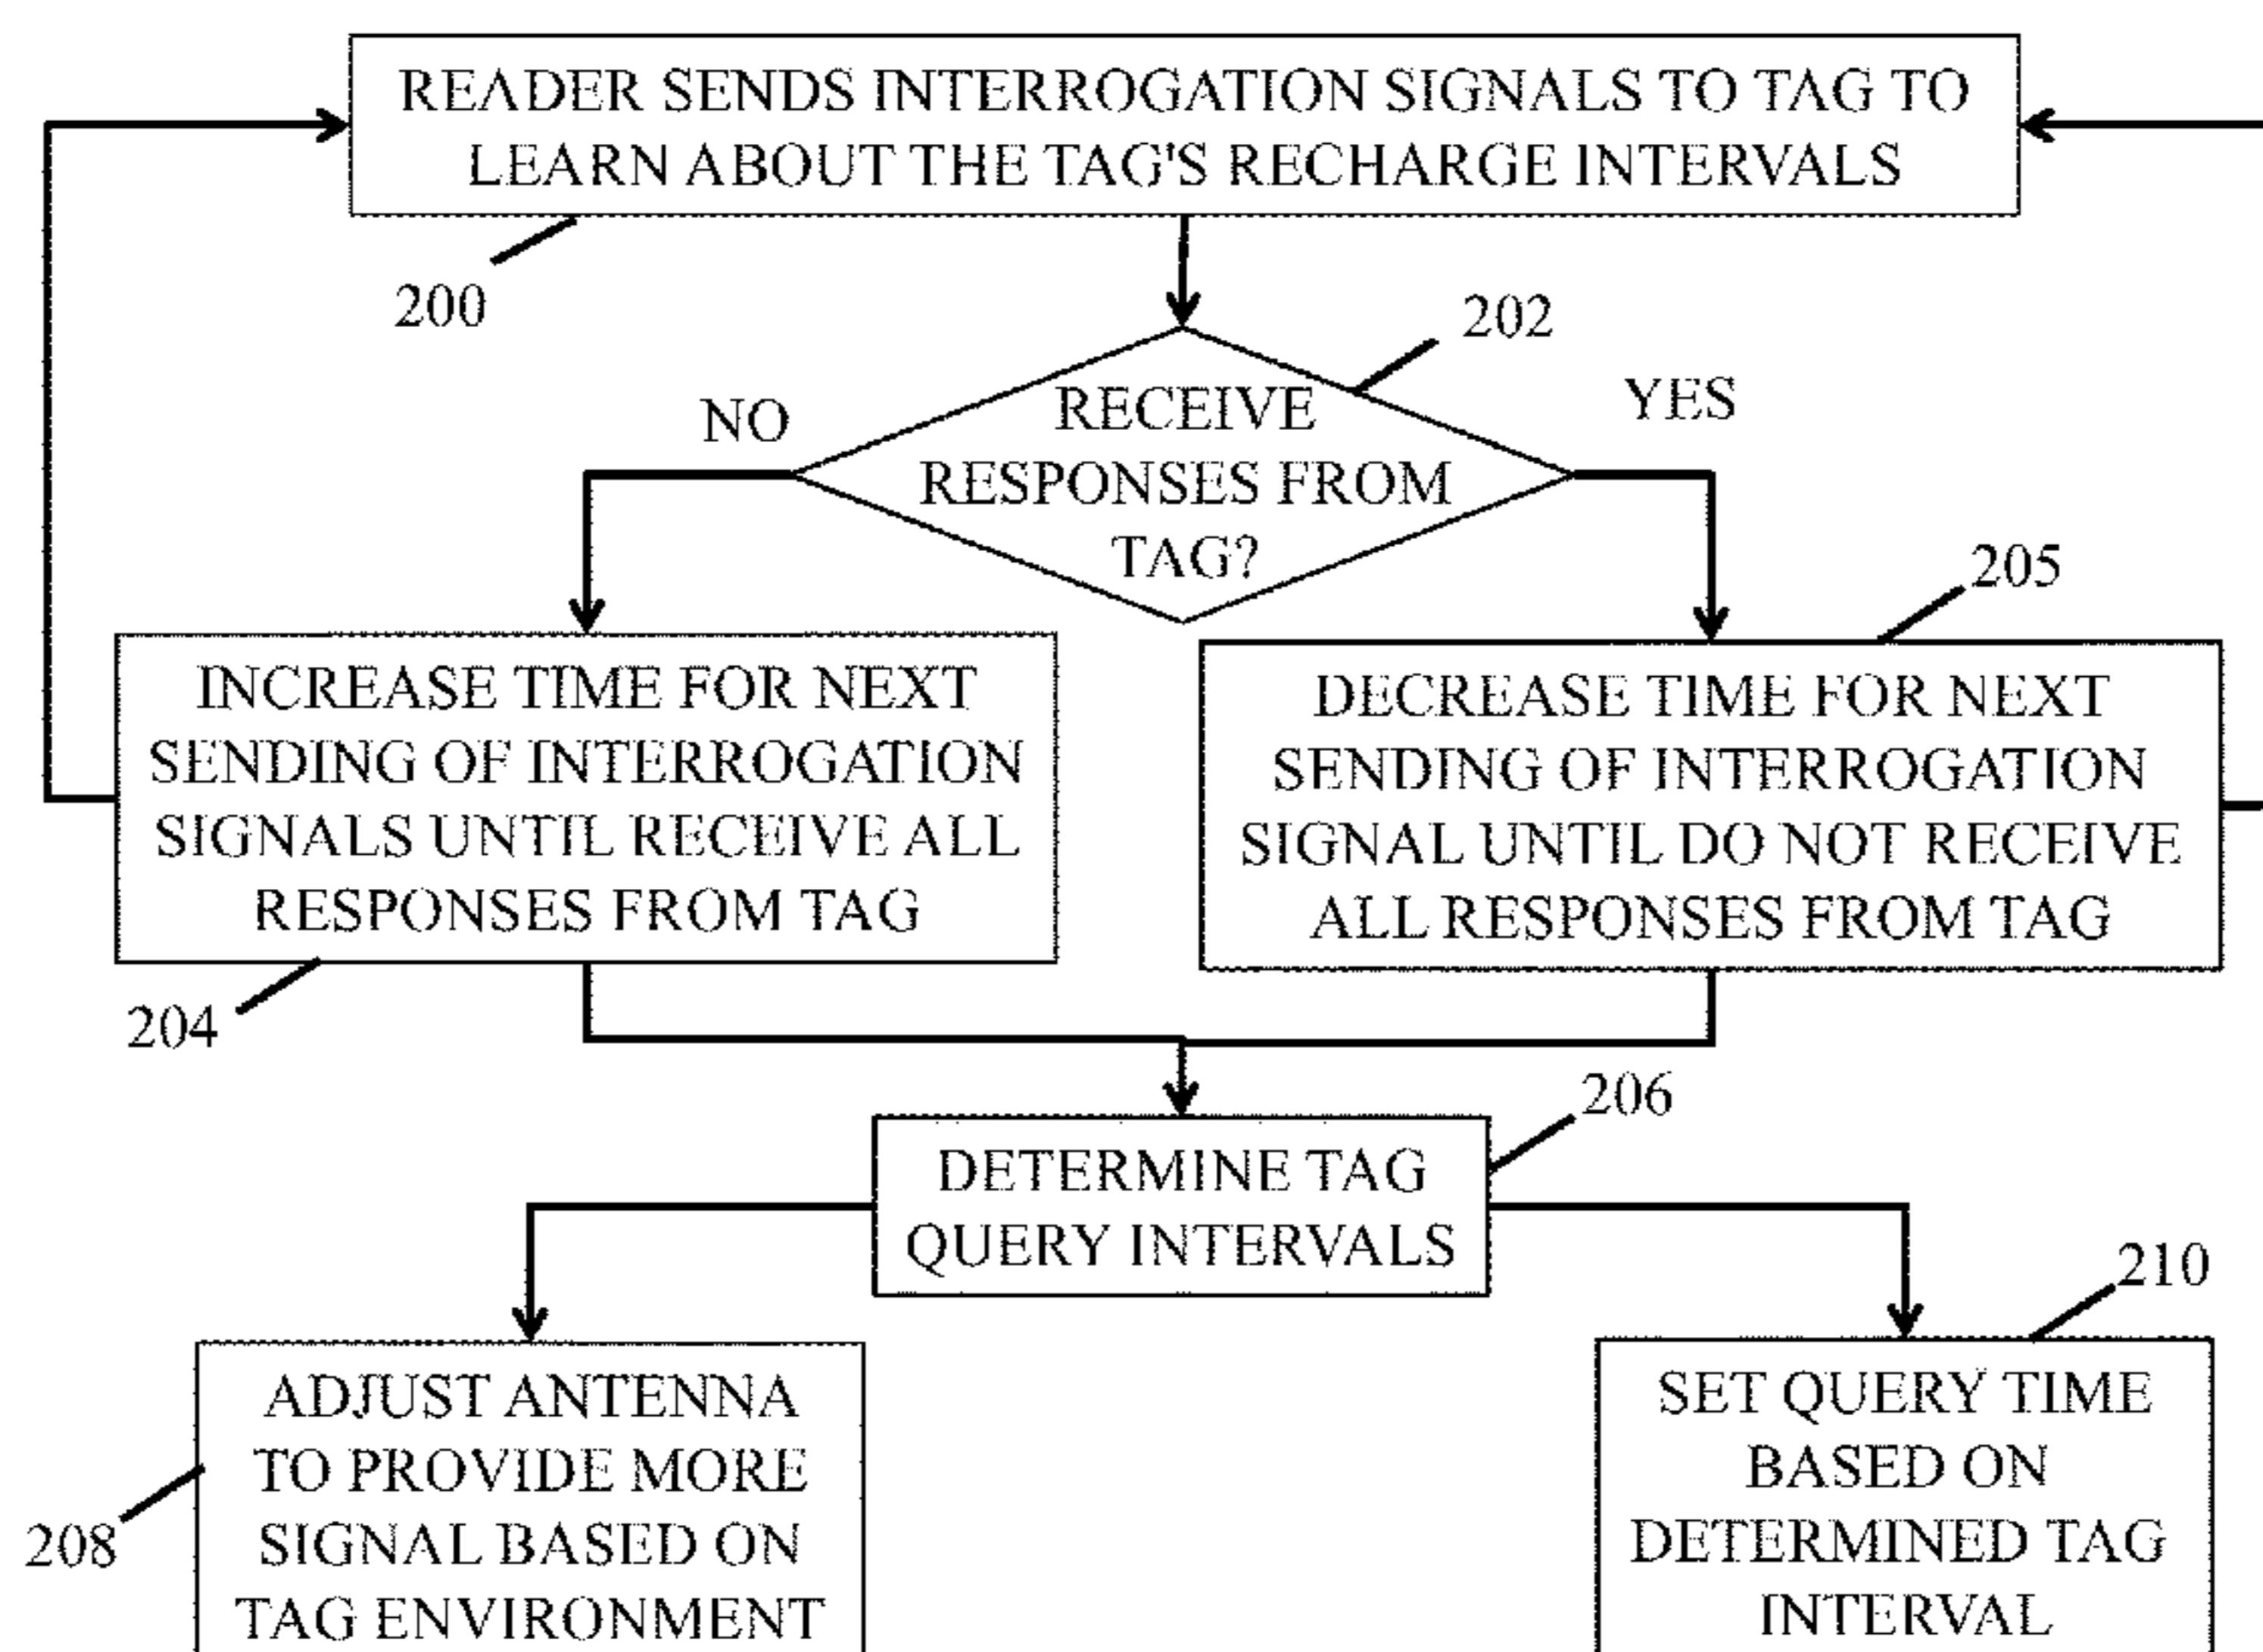 READER SENDS INTERROGATION SIGNALS TO TAG TO
LEARN ABOUT THE TAG'S RECHARGE INTERVALS
200
202
NO
YES
RECEIVE
RESPONSES FROM
TAG?
205
INCREASE TIME FOR NEXT
SENDING OF INTERROGATION
SIGNALS UNTIL RECEIVE ALL
RESPONSES FROM TAG
204
DECREASE TIME FOR NEXT
SENDING OF INTERROGATION
SIGNAL UNTIL DO NOT RECEIVE
ALL RESPONSES FROM TAG
206
DETERMINE TAG
QUERY INTERVALS
210
ADJUST ANTENNA
TO PROVIDE MORE
SIGNAL BASED ON
TAG ENVIRONMENT
208
SET QUERY TIME
BASED ON
DETERMINED TAG
INTERVAL